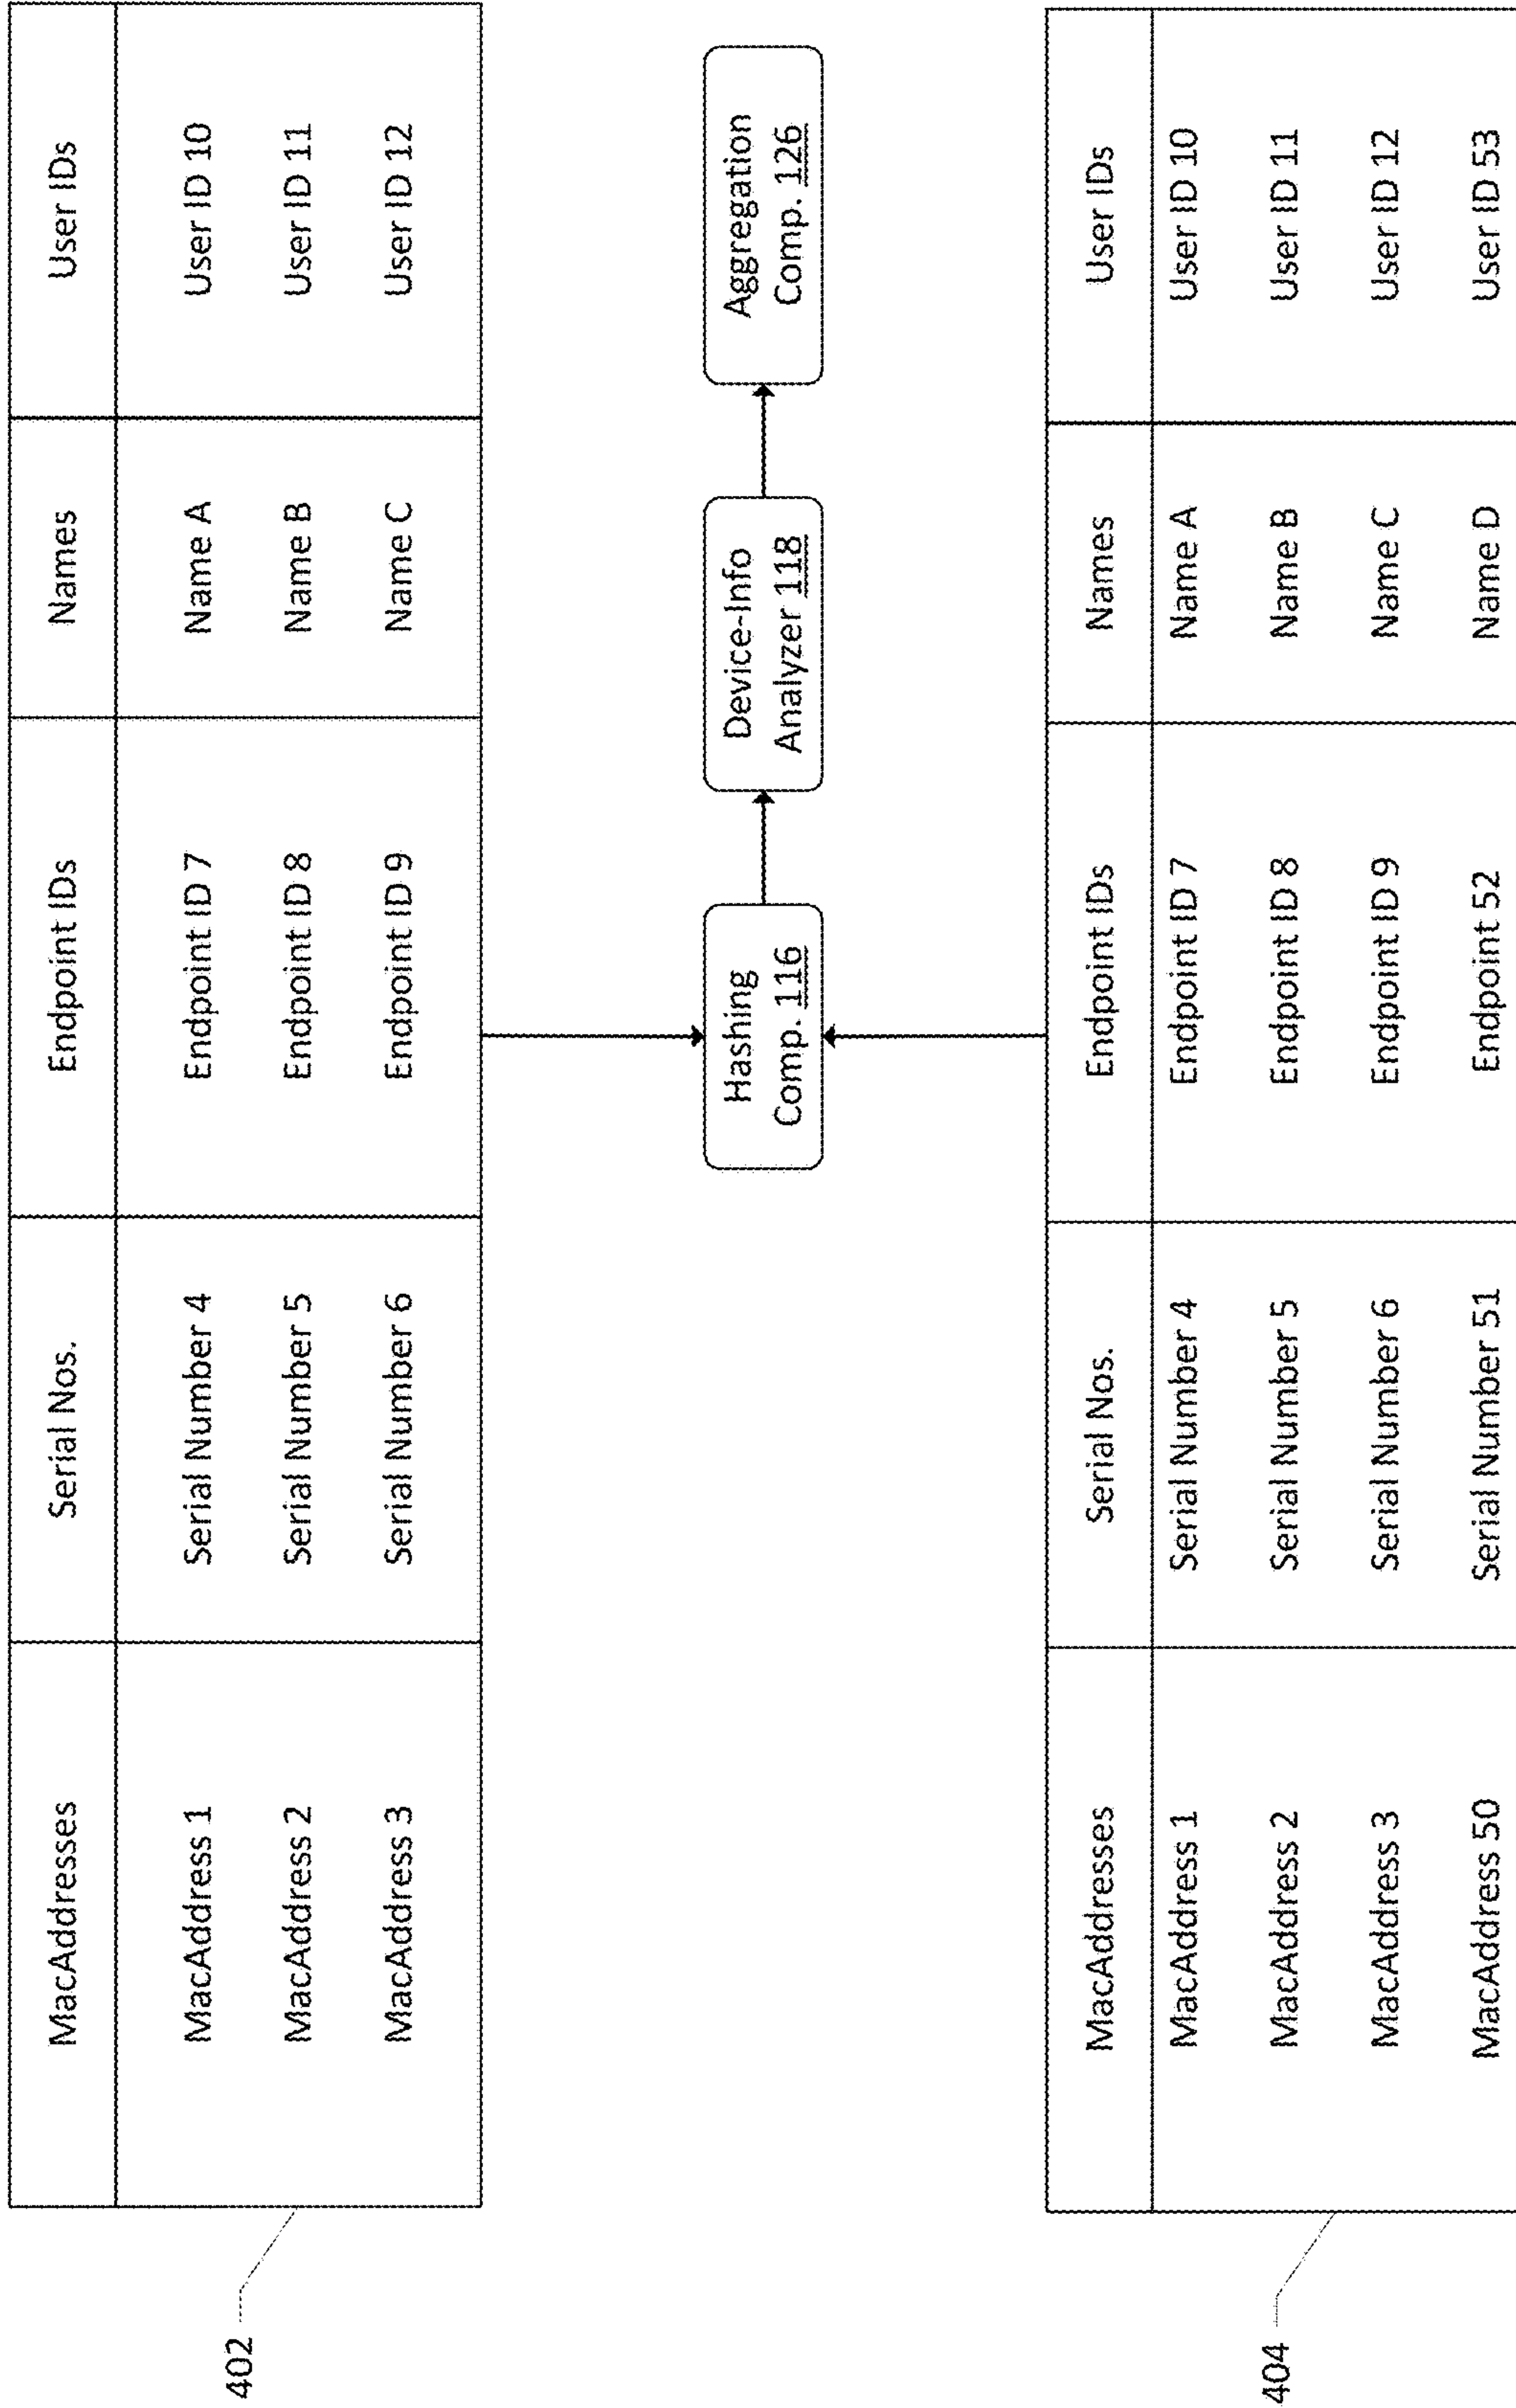 MacAddresses Serial Nos. Endpoint IDs Names User IDs
MacAddress 1 Serial Number 4 Endpoint ID 7 Name A User ID 10
MacAddress 2 Serial Number 5 Endpoint ID 8 Name B User ID 11
MacAddress 3 Serial Number 6 Endpoint ID 9 Name C User ID 12
402
Hashing
Comp. 116
Device-Info
Analyzer 118
Aggregation
Comp. 126
MacAddresses Serial Nos. Endpoint IDs Names User IDs
MacAddress 1 Serial Number 4 Endpoint ID 7 Name A User ID 10
MacAddress 2 Serial Number 5 Endpoint ID 8 Name B User ID 11
MacAddress 3 Serial Number 6 Endpoint ID 9 Name C User ID 12
MacAddress 50 Serial Number 51 Endpoint 52 Name D User ID 53
404